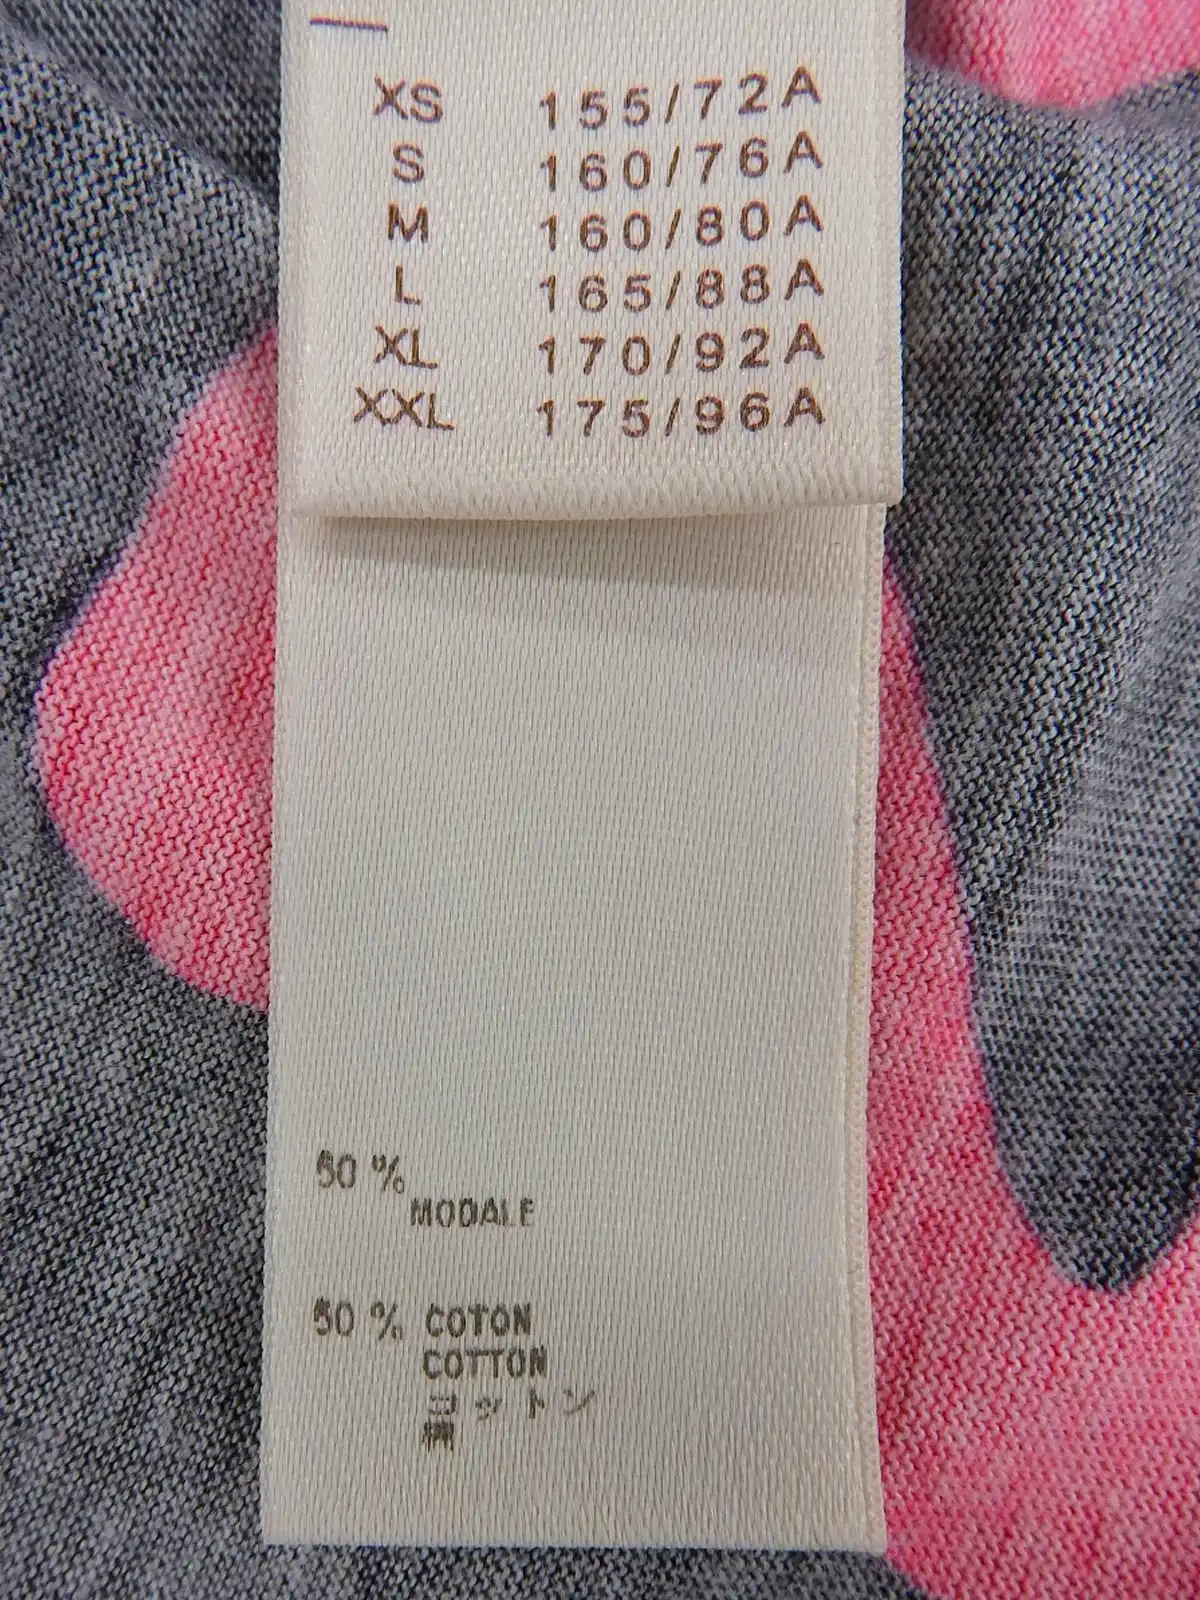 XS 155/72A
S 160/76A
M 160/80A
L 165/88A
XL 170/92A
XXL 175/96A
50 %
MODALE
50 % COTON
COTTON
コットン
棉